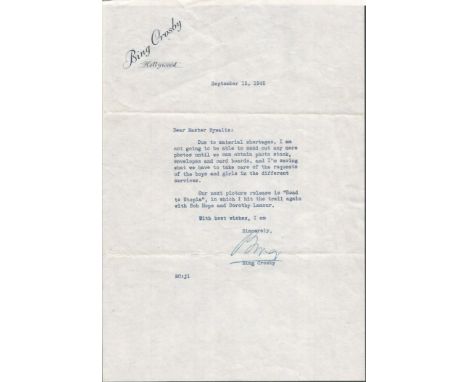 Bing Crosby
Hollywood
September 15, 1945
Dear Marker
Due to material shortages, I am
not going to be able to send out any more
photos until we can obtain photo stock,
envelopes and card boards, and I'm saving
what we have to take care of the requests
of the boys and girls in the different
services.
Our next picture release is "Road
to Utopia", in which I hit the trail again
with Bob Hope and Dorothy Lamour.
With best wishes, I am
Sincerely,
Bing
Bing Crosby
BC:jl